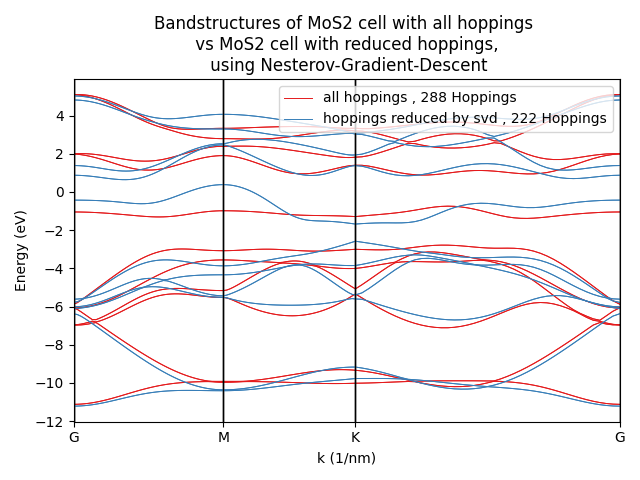 Bandstructures of MoS2 cell with all hoppings
vs MoS2 cell with reduced hoppings,
using Nesterov-Gradient-Descent
all hoppings , 288 Hoppings
hoppings reduced by svd , 222 Hoppings
Energy (eV)
4
2
0
−2
−4
−6
−8
−10
−12
G M K G
k (1/nm)